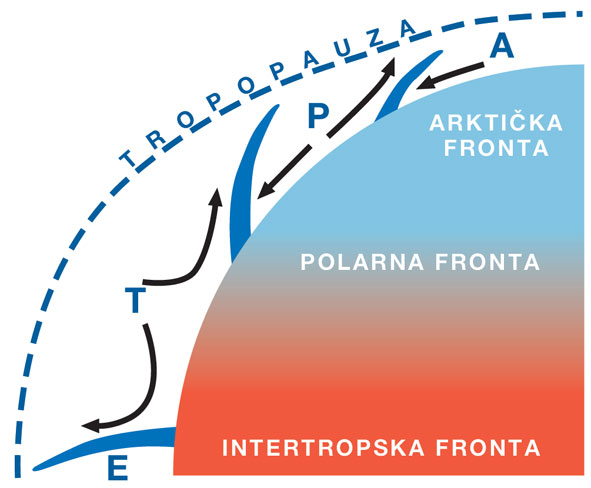 TROPOPAUZA
A
P
ARKTIČKA
FRONTA
POLARNA FRONTA
T
INTERTROPSKA FRONTA
E